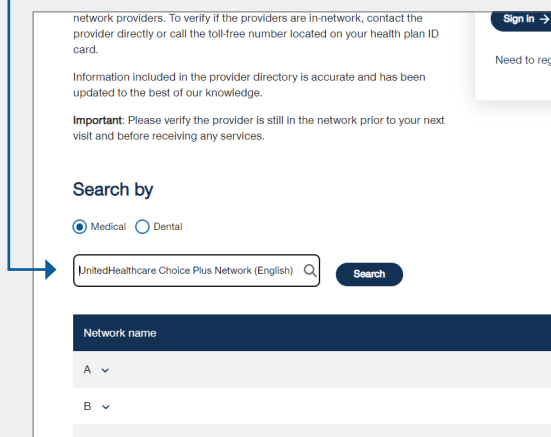 network providers. To verify if the providers are in-network, contact the
provider directly or call the toll-free number located on your health plan ID
card.
Information included in the provider directory is accurate and has been
updated to the best of our knowledge.
Important: Please verify the provider is still in the network prior to your next
visit and before receiving any services.
Sign in →
Need to reg
Search by
Medical Dental
UnitedHealthcare Choice Plus Network (English)
Search
Network name
A
B